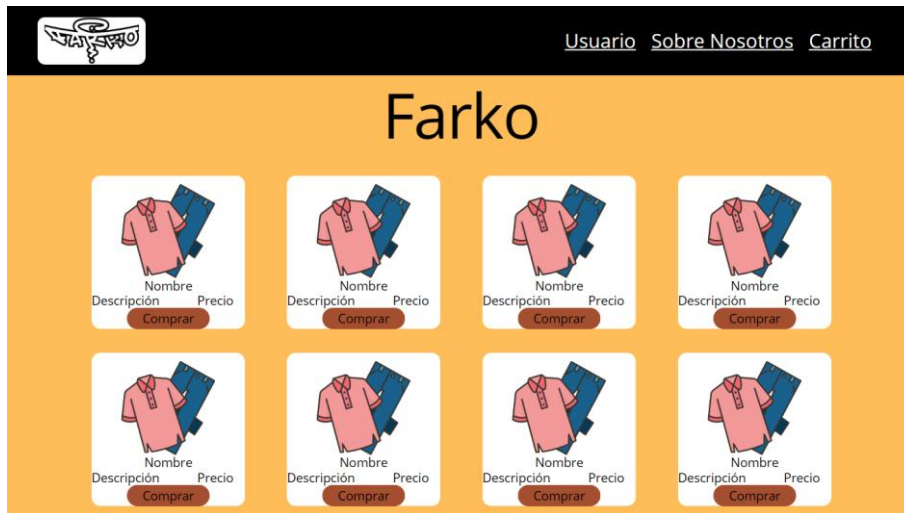 FARKO
Usuario Sobre Nosotros Carrito
Farko
Nombre Nombre Nombre Nombre
Descripción Precio Descripción Precio Descripción Precio Descripción Precio
Comprar Comprar Comprar Comprar
Nombre Nombre Nombre Nombre
Descripción Precio Descripción Precio Descripción Precio Descripción Precio
Comprar Comprar Comprar Comprar